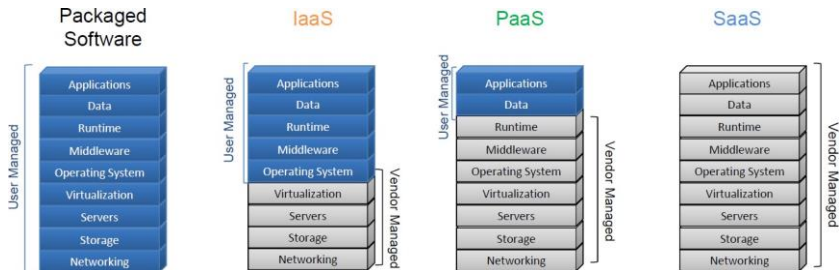 Packaged
Software
IaaS
PaaS
SaaS
User Managed
Applications
Data
Runtime
Middleware
Operating System
Virtualization
Servers
Storage
Networking
User Managed
Applications
Data
Runtime
Middleware
Operating System
Virtualization
Servers
Storage
Networking
Vendor Managed
User Managed
Applications
Data
Runtime
Middleware
Operating System
Virtualization
Servers
Storage
Networking
Vendor Managed
Applications
Data
Runtime
Middleware
Operating System
Virtualization
Servers
Storage
Networking
Vendor Managed